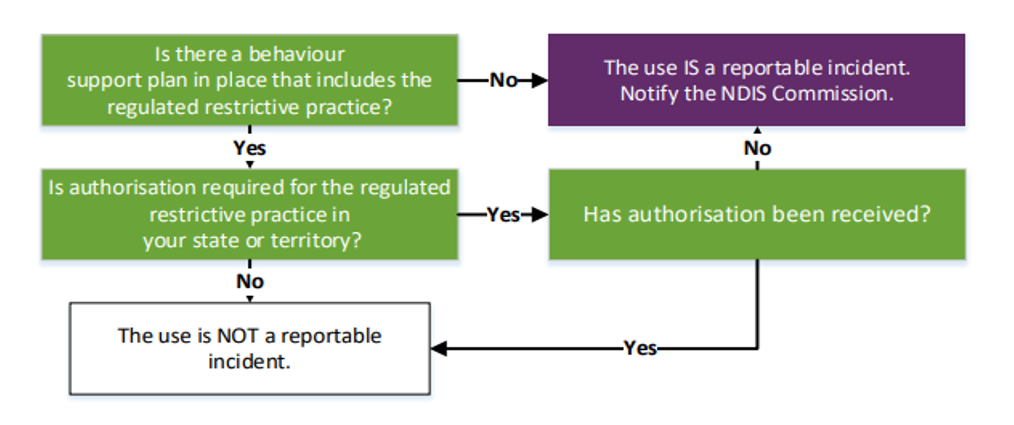 Is there a behaviour
support plan in place that includes the
regulated restrictive practice?
No
The use IS a reportable incident.
Notify the NDIS Commission.
Yes
No
Is authorisation required for the regulated
restrictive practice in
your state or territory?
Yes
Has authorisation been received?
No
The use is NOT a reportable
incident.
Yes